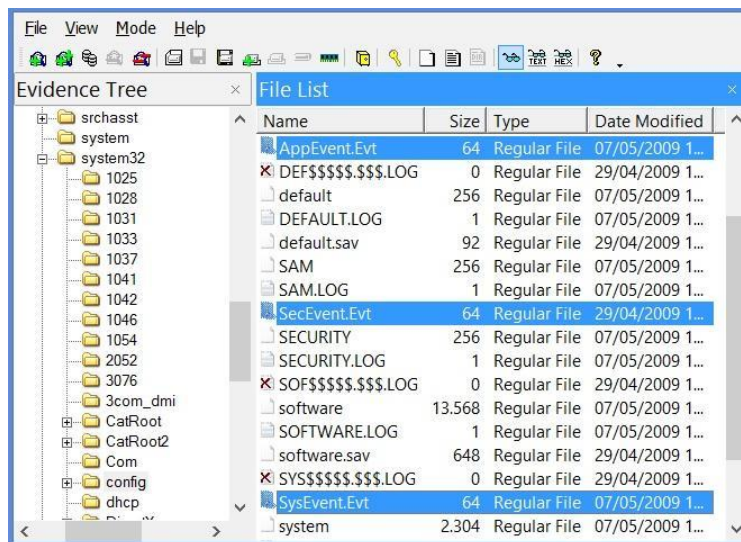 File View Mode Help
TEXT HEX ?
Evidence Tree
srchasst
system
system32
1025
1028
1031
1033
1037
1041
1042
1046
1054
2052
3076
3com_dmi
CatRoot
CatRoot2
Com
config
dhcp
File List
Name Size Type Date Modified
AppEvent.Evt 64 Regular File 07/05/2009 1...
DEF$$$$$.$$$.LOG 0 Regular File 29/04/2009 1...
default 256 Regular File 07/05/2009 1...
DEFAULT.LOG 1 Regular File 07/05/2009 1...
default.sav 92 Regular File 29/04/2009 1...
SAM 256 Regular File 07/05/2009 1...
SAM.LOG 1 Regular File 07/05/2009 1...
SecEvent.Evt 64 Regular File 29/04/2009 1...
SECURITY 256 Regular File 07/05/2009 1...
SECURITY.LOG 1 Regular File 07/05/2009 1...
SOF$$$$$.$$$.LOG 0 Regular File 29/04/2009 1...
software 13.568 Regular File 07/05/2009 1...
SOFTWARE.LOG 1 Regular File 07/05/2009 1...
software.sav 648 Regular File 29/04/2009 1...
SYS$$$$$.$$$.LOG 0 Regular File 29/04/2009 1...
SysEvent.Evt 64 Regular File 07/05/2009 1...
system 2.304 Regular File 07/05/2009 1...